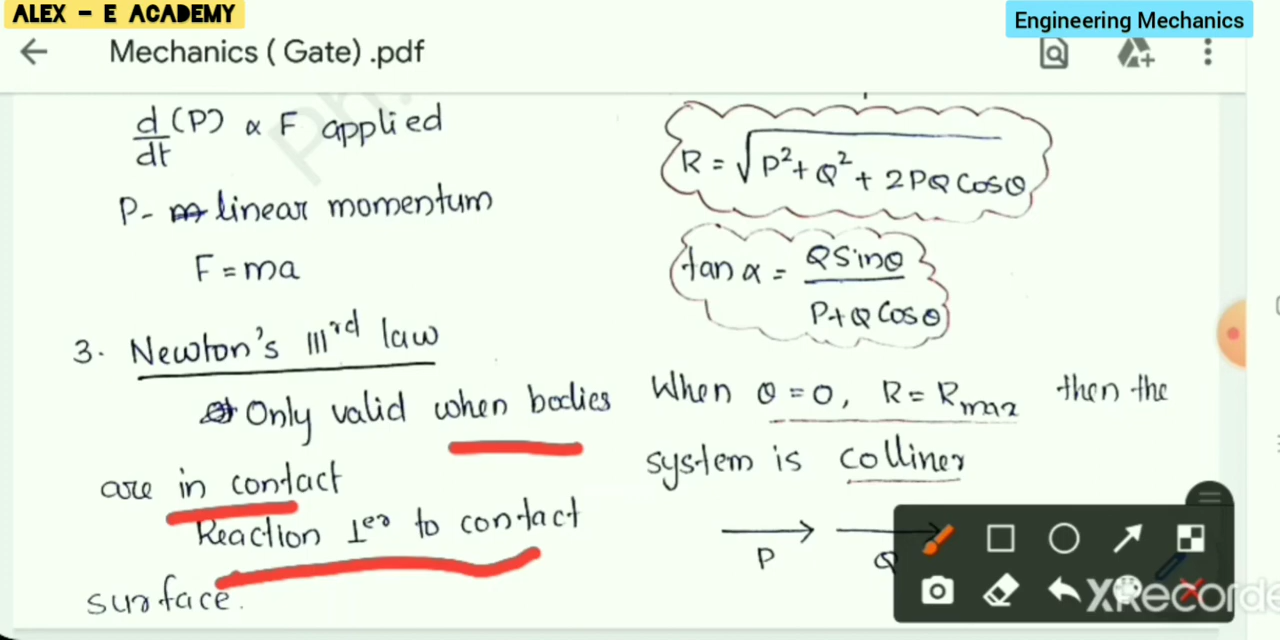 ALEX - E ACADEMY
Engineering Mechanics
Mechanics ( Gate) .pdf
d/dt (P) ∝ F applied
P- linear momentum
F = ma
3. Newton's IIIrd law
Only valid when bodies
are in contact
Reaction ⊥er to contact
surface.
R = √P²+Q²+2PQ Cosθ
tan α = QSinθ / P+Q Cosθ
When θ = 0, R = Rmax then the
system is colliner
P Q
XRecorde